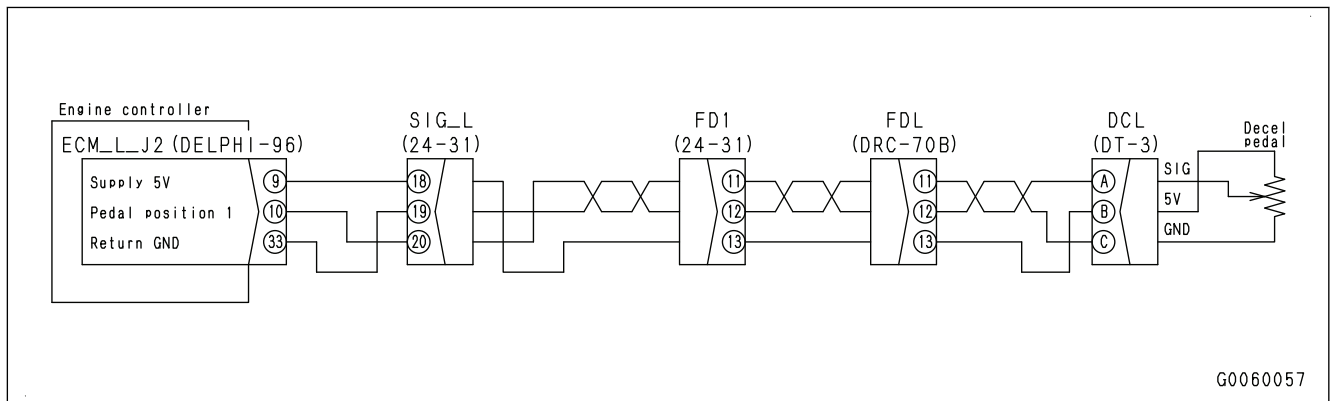 Engine controller
ECM_L_J2 (DELPHI-96)
Supply 5V
9
Pedal position 1
10
Return GND
33
SIG_L
(24-31)
18
19
20
FD1
(24-31)
11
12
13
FDL
(DRC-70B)
11
12
13
DCL
(DT-3)
A
B
C
SIG
5V
GND
Decel
pedal
G0060057